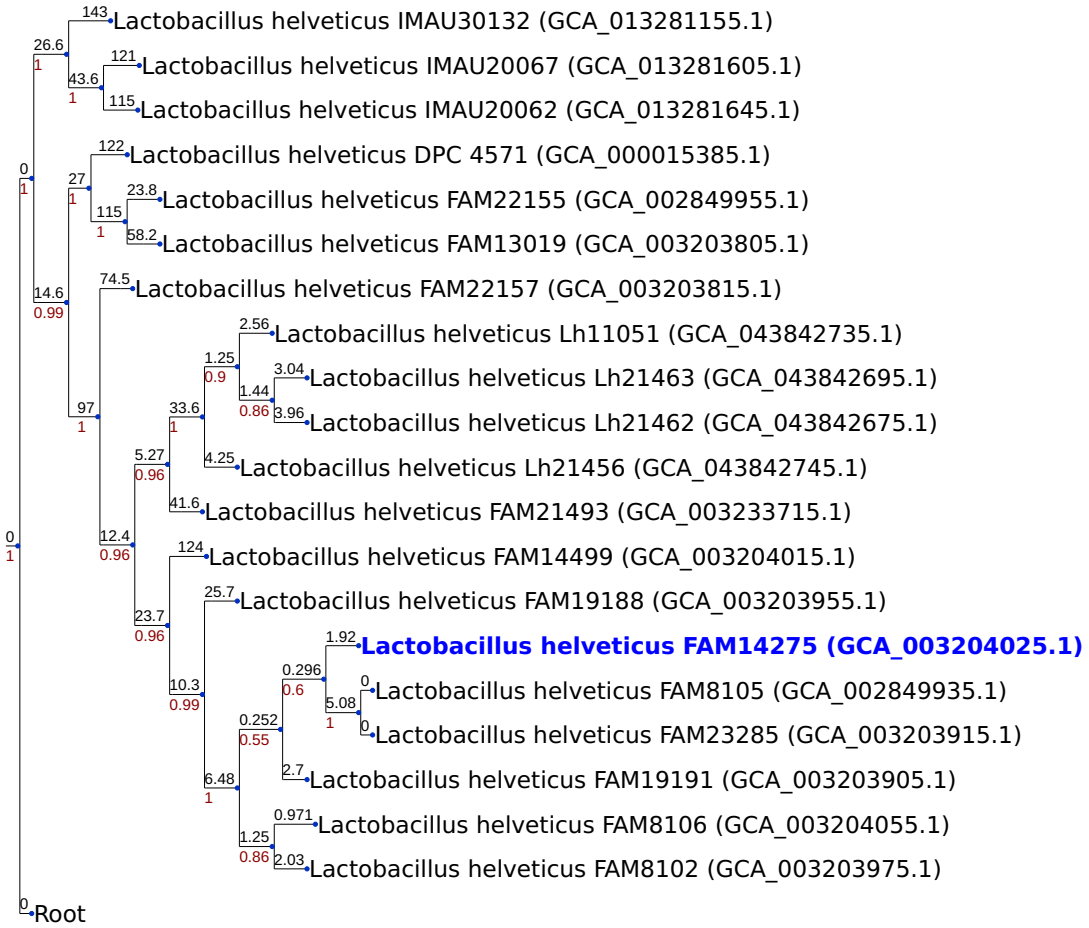 143 Lactobacillus helveticus IMAU30132 (GCA_013281155.1)
26.6
1
121 Lactobacillus helveticus IMAU20067 (GCA_013281605.1)
43.6
1
115 Lactobacillus helveticus IMAU20062 (GCA_013281645.1)
122 Lactobacillus helveticus DPC 4571 (GCA_000015385.1)
0
1
27
1
23.8 Lactobacillus helveticus FAM22155 (GCA_002849955.1)
115
1
58.2 Lactobacillus helveticus FAM13019 (GCA_003203805.1)
74.5 Lactobacillus helveticus FAM22157 (GCA_003203815.1)
14.6
0.99
2.56 Lactobacillus helveticus Lh11051 (GCA_043842735.1)
1.25
0.9
3.04 Lactobacillus helveticus Lh21463 (GCA_043842695.1)
1.44
0.86
3.96 Lactobacillus helveticus Lh21462 (GCA_043842675.1)
97
1
33.6
1
4.25 Lactobacillus helveticus Lh21456 (GCA_043842745.1)
5.27
0.96
41.6 Lactobacillus helveticus FAM21493 (GCA_003233715.1)
0
1
12.4
0.96
124 Lactobacillus helveticus FAM14499 (GCA_003204015.1)
25.7 Lactobacillus helveticus FAM19188 (GCA_003203955.1)
23.7
0.96
1.92 Lactobacillus helveticus FAM14275 (GCA_003204025.1)
0.296
0.6
0 Lactobacillus helveticus FAM8105 (GCA_002849935.1)
10.3
0.99
5.08
1
0 Lactobacillus helveticus FAM23285 (GCA_003203915.1)
0.252
0.55
2.7 Lactobacillus helveticus FAM19191 (GCA_003203905.1)
6.48
1
0.971 Lactobacillus helveticus FAM8106 (GCA_003204055.1)
1.25
0.86
2.03 Lactobacillus helveticus FAM8102 (GCA_003203975.1)
0 Root